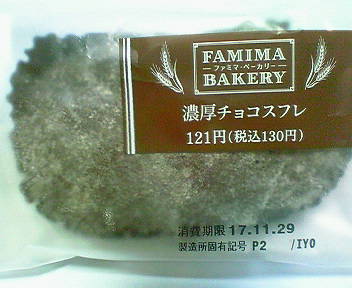 FAMIMA
ファミマ・ベーカリー
BAKERY
濃厚チョコスフレ
121円(税込130円)
消費期限 17.11.29
製造所固有記号 P2 /IYO